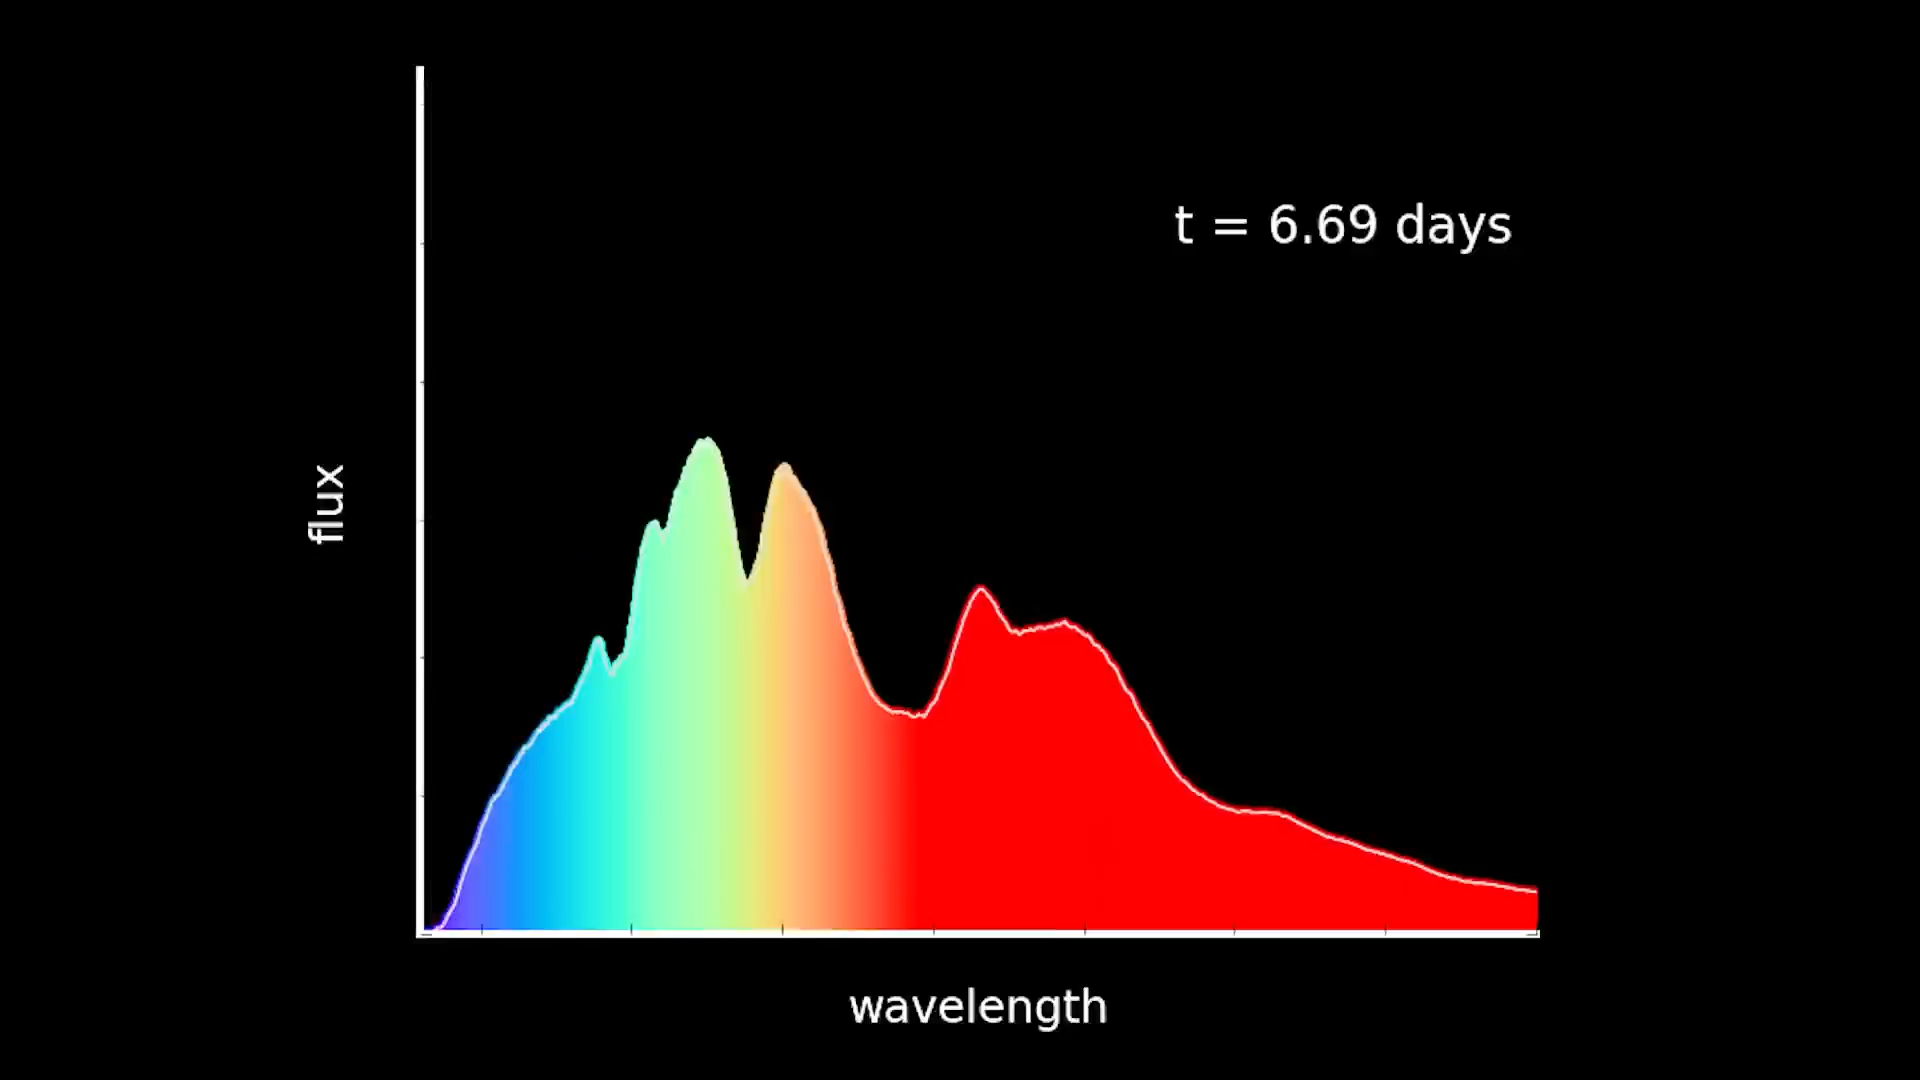 t = 6.69 days
flux
wavelength